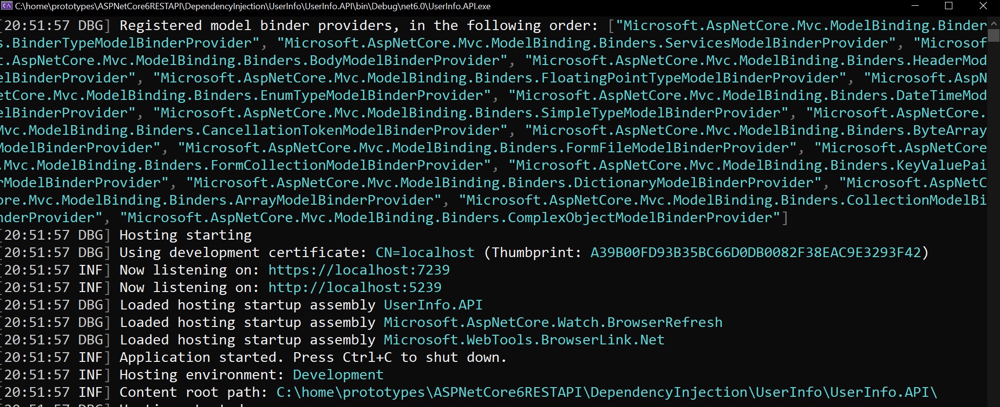 C:\home\prototypes\ASPNetCore6RESTAPI\DependencyInjection\UserInfo\UserInfo.API\bin\Debug\net6.0\UserInfo.API.exe
[20:51:57 DBG] Registered model binder providers, in the following order: ["Microsoft.AspNetCore.Mvc.ModelBinding.Binder
s.BinderTypeModelBinderProvider", "Microsoft.AspNetCore.Mvc.ModelBinding.Binders.ServicesModelBinderProvider", "Microsof
t.AspNetCore.Mvc.ModelBinding.Binders.BodyModelBinderProvider", "Microsoft.AspNetCore.Mvc.ModelBinding.Binders.HeaderMod
elBinderProvider", "Microsoft.AspNetCore.Mvc.ModelBinding.Binders.FloatingPointTypeModelBinderProvider", "Microsoft.AspN
etCore.Mvc.ModelBinding.Binders.EnumTypeModelBinderProvider", "Microsoft.AspNetCore.Mvc.ModelBinding.Binders.DateTimeMod
elBinderProvider", "Microsoft.AspNetCore.Mvc.ModelBinding.Binders.SimpleTypeModelBinderProvider", "Microsoft.AspNetCore.
Mvc.ModelBinding.Binders.CancellationTokenModelBinderProvider", "Microsoft.AspNetCore.Mvc.ModelBinding.Binders.ByteArray
ModelBinderProvider", "Microsoft.AspNetCore.Mvc.ModelBinding.Binders.FormFileModelBinderProvider", "Microsoft.AspNetCore
.Mvc.ModelBinding.Binders.FormCollectionModelBinderProvider", "Microsoft.AspNetCore.Mvc.ModelBinding.Binders.KeyValuePai
rModelBinderProvider", "Microsoft.AspNetCore.Mvc.ModelBinding.Binders.DictionaryModelBinderProvider", "Microsoft.AspNetC
ore.Mvc.ModelBinding.Binders.ArrayModelBinderProvider", "Microsoft.AspNetCore.Mvc.ModelBinding.Binders.CollectionModelBi
nderProvider", "Microsoft.AspNetCore.Mvc.ModelBinding.Binders.ComplexObjectModelBinderProvider"]
[20:51:57 DBG] Hosting starting
[20:51:57 DBG] Using development certificate: CN=localhost (Thumbprint: A39B00FD93B35BC66D0DB0082F38EAC9E3293F42)
[20:51:57 INF] Now listening on: https://localhost:7239
[20:51:57 INF] Now listening on: http://localhost:5239
[20:51:57 DBG] Loaded hosting startup assembly UserInfo.API
[20:51:57 DBG] Loaded hosting startup assembly Microsoft.AspNetCore.Watch.BrowserRefresh
[20:51:57 DBG] Loaded hosting startup assembly Microsoft.WebTools.BrowserLink.Net
[20:51:57 INF] Application started. Press Ctrl+C to shut down.
[20:51:57 INF] Hosting environment: Development
[20:51:57 INF] Content root path: C:\home\prototypes\ASPNetCore6RESTAPI\DependencyInjection\UserInfo\UserInfo.API\